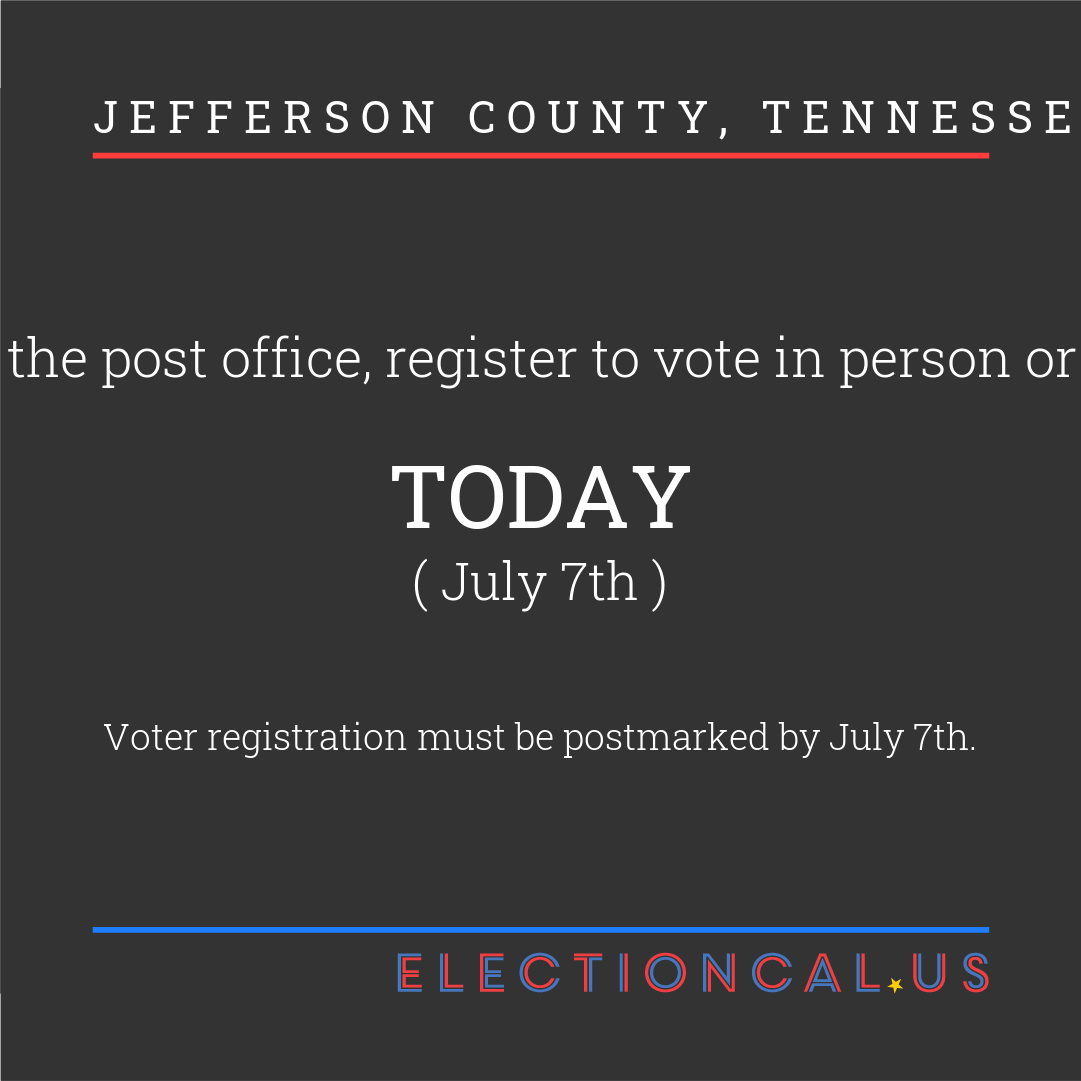 JEFFERSON COUNTY, TENNESSE
the post office, register to vote in person or
TODAY
( July 7th )
Voter registration must be postmarked by July 7th.
ELECTIONCAL.US